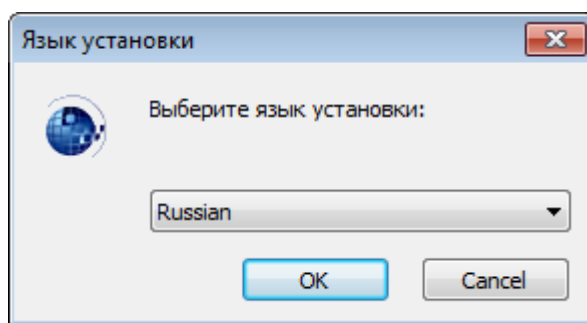 Язык установки
Выберите язык установки:
Russian
OK
Cancel